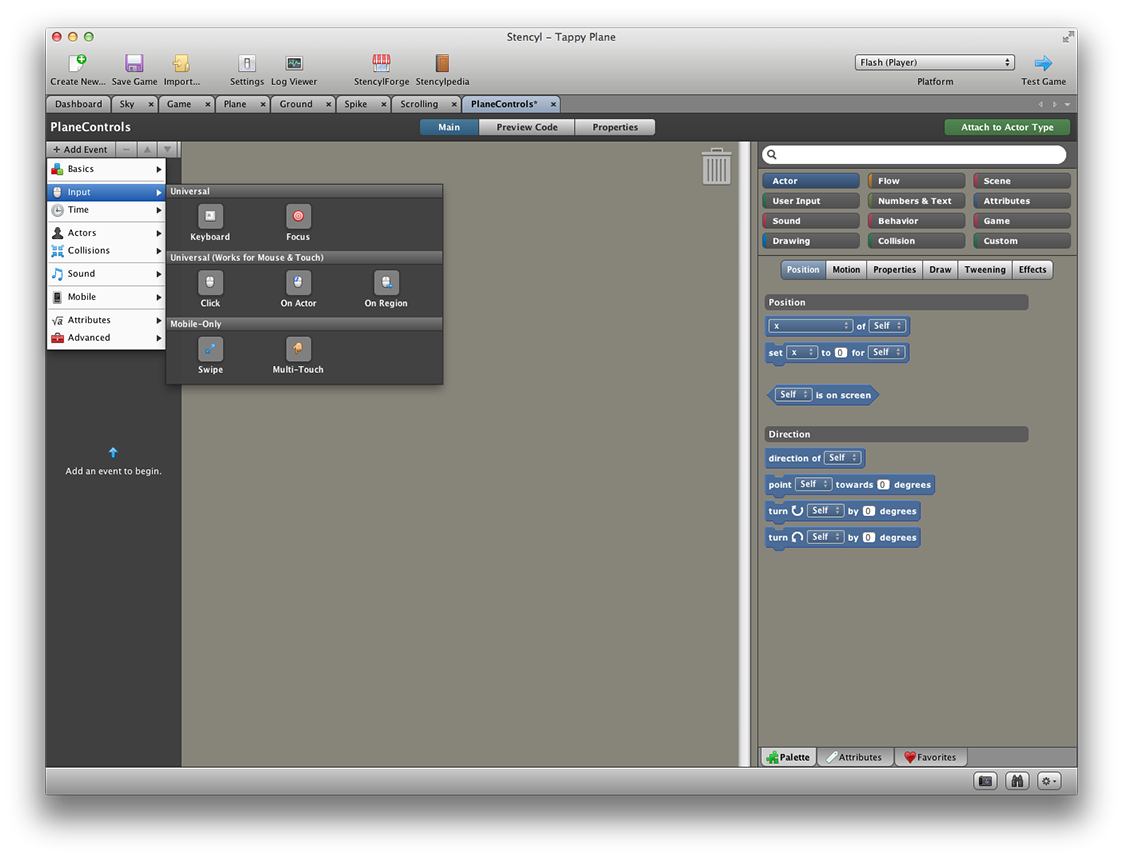 Stencyl – Tappy Plane
Create New... Save Game Import... Settings Log Viewer StencylForge Stencylpedia
Flash (Player)
Platform
Test Game
Dashboard Sky × Game × Plane × Ground × Spike × Scrolling × PlaneControls* ×
PlaneControls
Main Preview Code Properties
Attach to Actor Type
+ Add Event −
Basics
Input
Time
Actors
Collisions
Sound
Mobile
√a Attributes
Advanced
Universal
Keyboard Focus
Universal (Works for Mouse & Touch)
Click On Actor On Region
Mobile-Only
Swipe Multi-Touch
Add an event to begin.
Actor Flow Scene
User Input Numbers & Text Attributes
Sound Behavior Game
Drawing Collision Custom
Position Motion Properties Draw Tweening Effects
Position
x of Self
set x to 0 for Self
Self is on screen
Direction
direction of Self
point Self towards 0 degrees
turn Self by 0 degrees
turn Self by 0 degrees
Palette Attributes Favorites